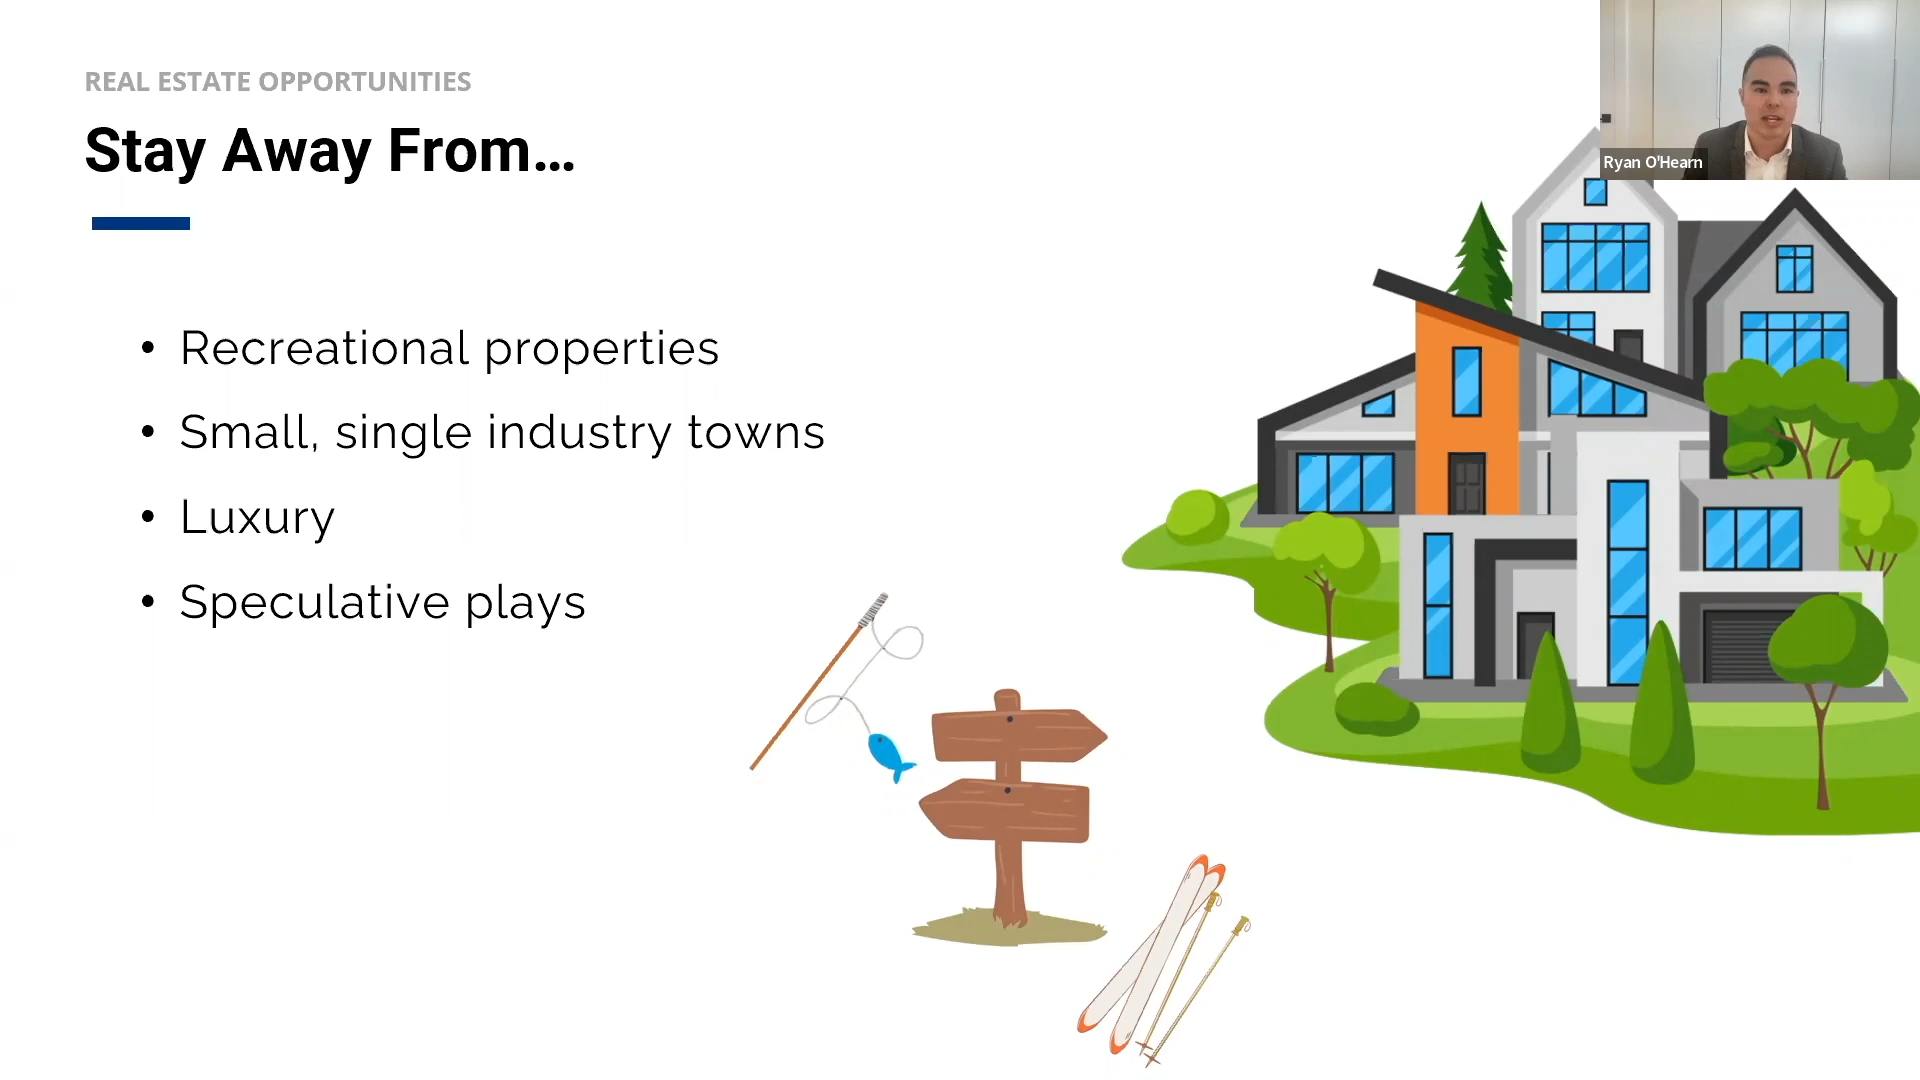 REAL ESTATE OPPORTUNITIES
Stay Away From...
• Recreational properties
• Small, single industry towns
• Luxury
• Speculative plays
Ryan O'Hearn